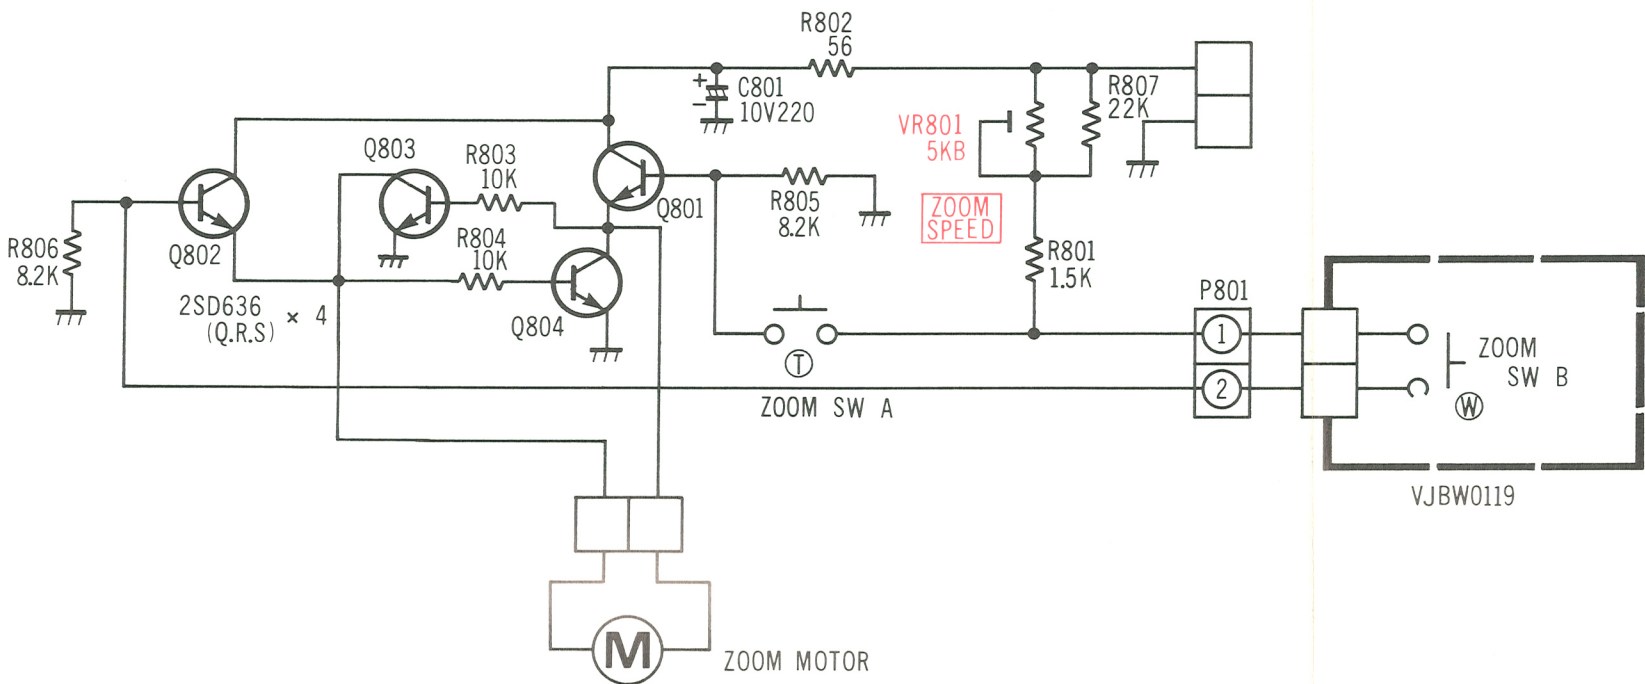 R802
56
C801
10V220
+
−
R807
22K
VR801
5KB
Q803
R803
10K
Q801
R805
8.2K
ZOOM
SPEED
R806
8.2K
Q802
R804
10K
R801
1.5K
2SD636
(Q.R.S) × 4
Q804
P801
T
1
2
ZOOM SW A
ZOOM
SW B
W
VJBW0119
M
ZOOM MOTOR